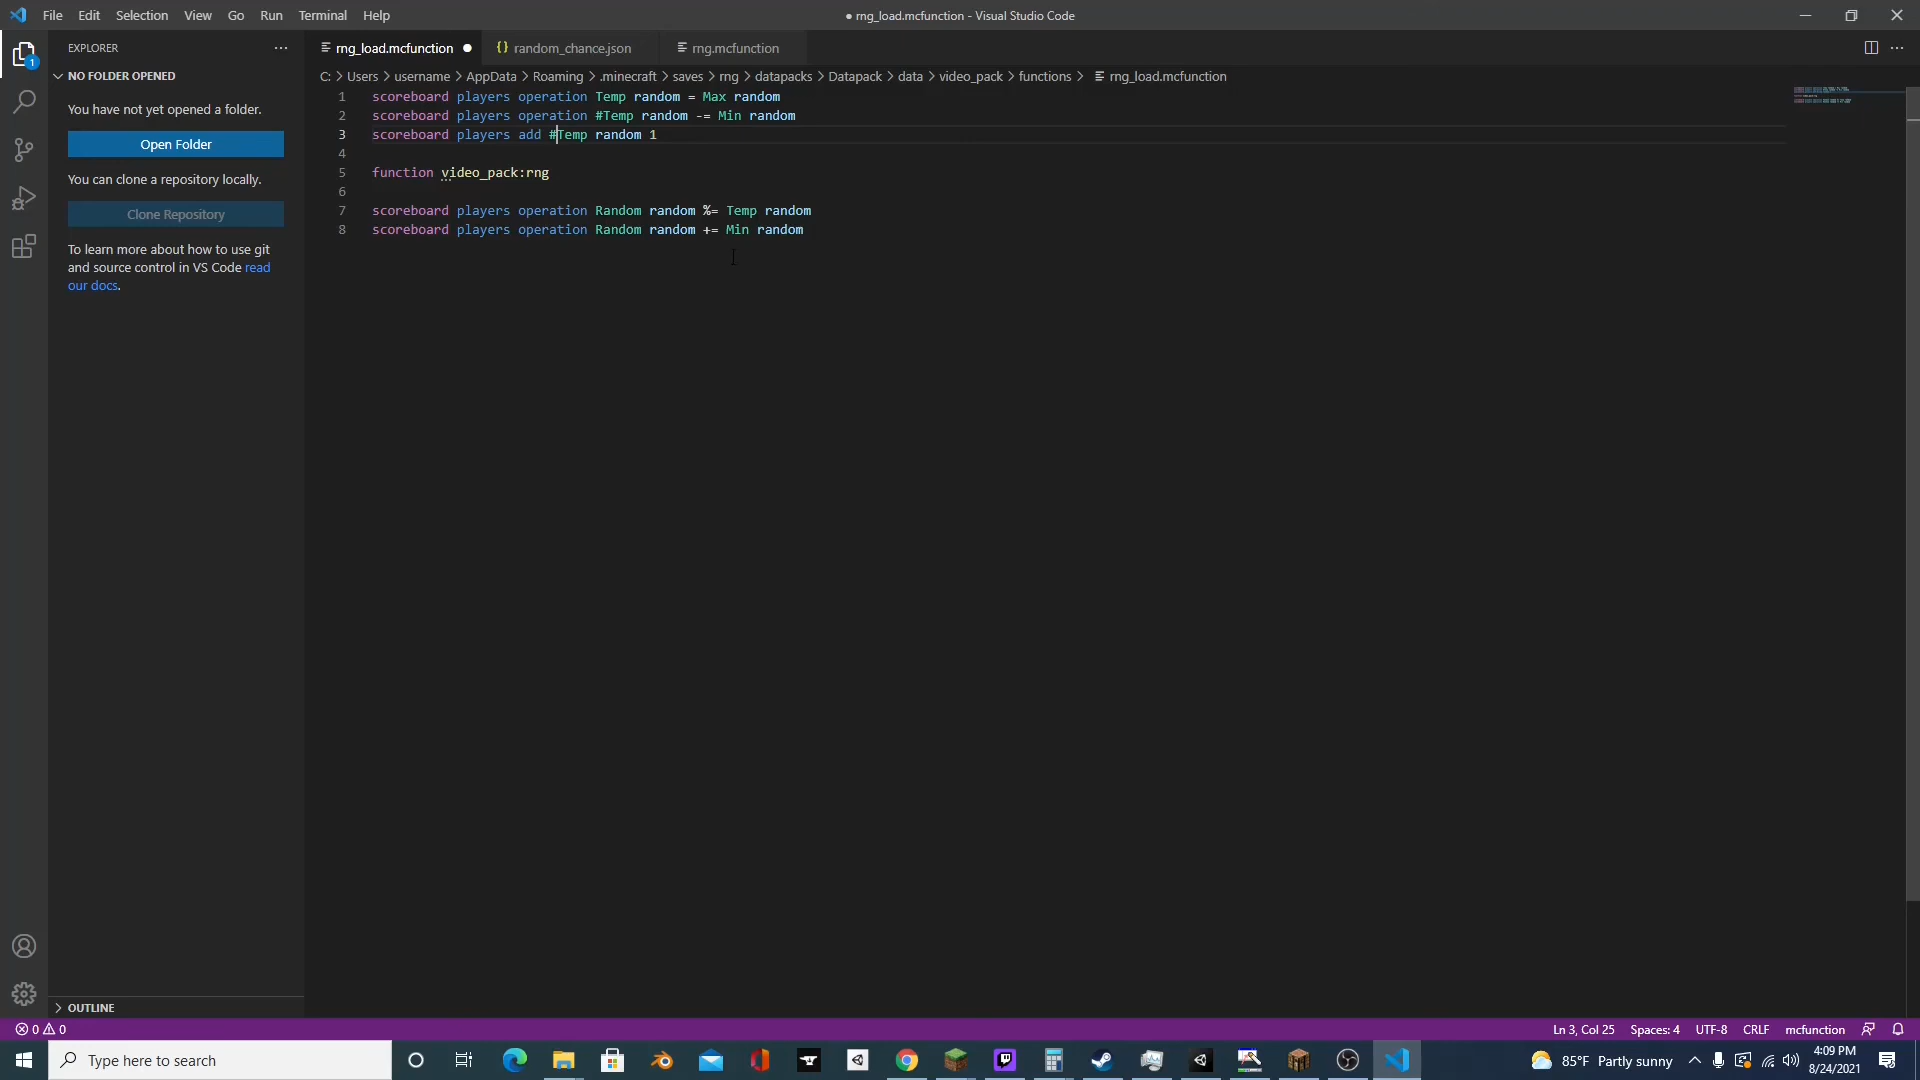 File Edit Selection View Go Run Terminal Help
● rng_load.mcfunction - Visual Studio Code
EXPLORER
rng_load.mcfunction ● random_chance.json rng.mcfunction
NO FOLDER OPENED
C: > Users > username > AppData > Roaming > .minecraft > saves > rng > datapacks > Datapack > data > video_pack > functions > rng_load.mcfunction
You have not yet opened a folder.
Open Folder
You can clone a repository locally.
Clone Repository
To learn more about how to use git
and source control in VS Code read
our docs.
1 scoreboard players operation Temp random = Max random
2 scoreboard players operation #Temp random -= Min random
3 scoreboard players add #Temp random 1
4
5 function video_pack:rng
6
7 scoreboard players operation Random random %= Temp random
8 scoreboard players operation Random random += Min random
1
OUTLINE
0 0
Ln 3, Col 25 Spaces: 4 UTF-8 CRLF mcfunction
Type here to search
85°F Partly sunny
4:09 PM
8/24/2021